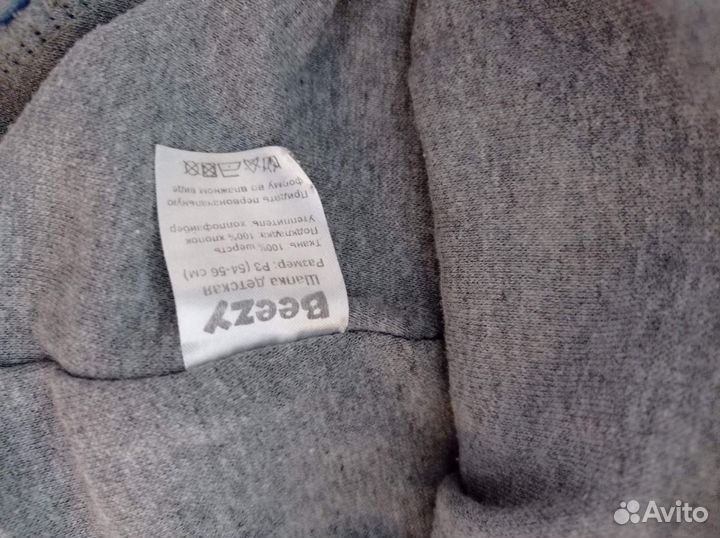 Beezy
Шапка детская
Размер: Р3 (54-56 см)
Ткань 100% шерсть
Подкладка 100% хлопок
Утеплитель холлофайбер
Придать первоначальную
форму во влажном виде
Avito